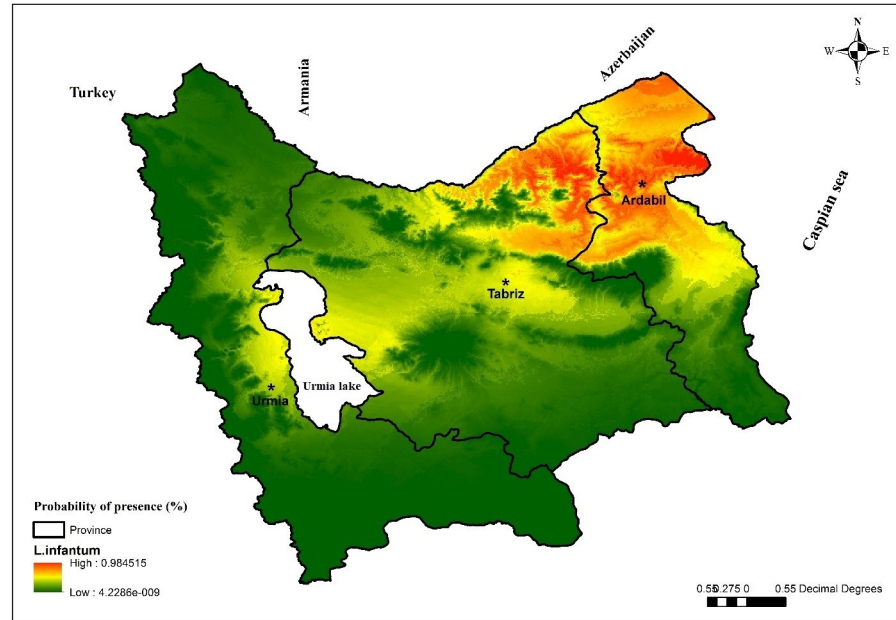 N
W E
S
Azerbaijan
Armania
Turkey
Ardabil
Caspian sea
Tabriz
Urmia lake
Urmia
Probability of presence (%)
Province
L.infantum
High : 0.984515
Low : 4.2286e-009
0.55 0.275 0 0.55 Decimal Degrees